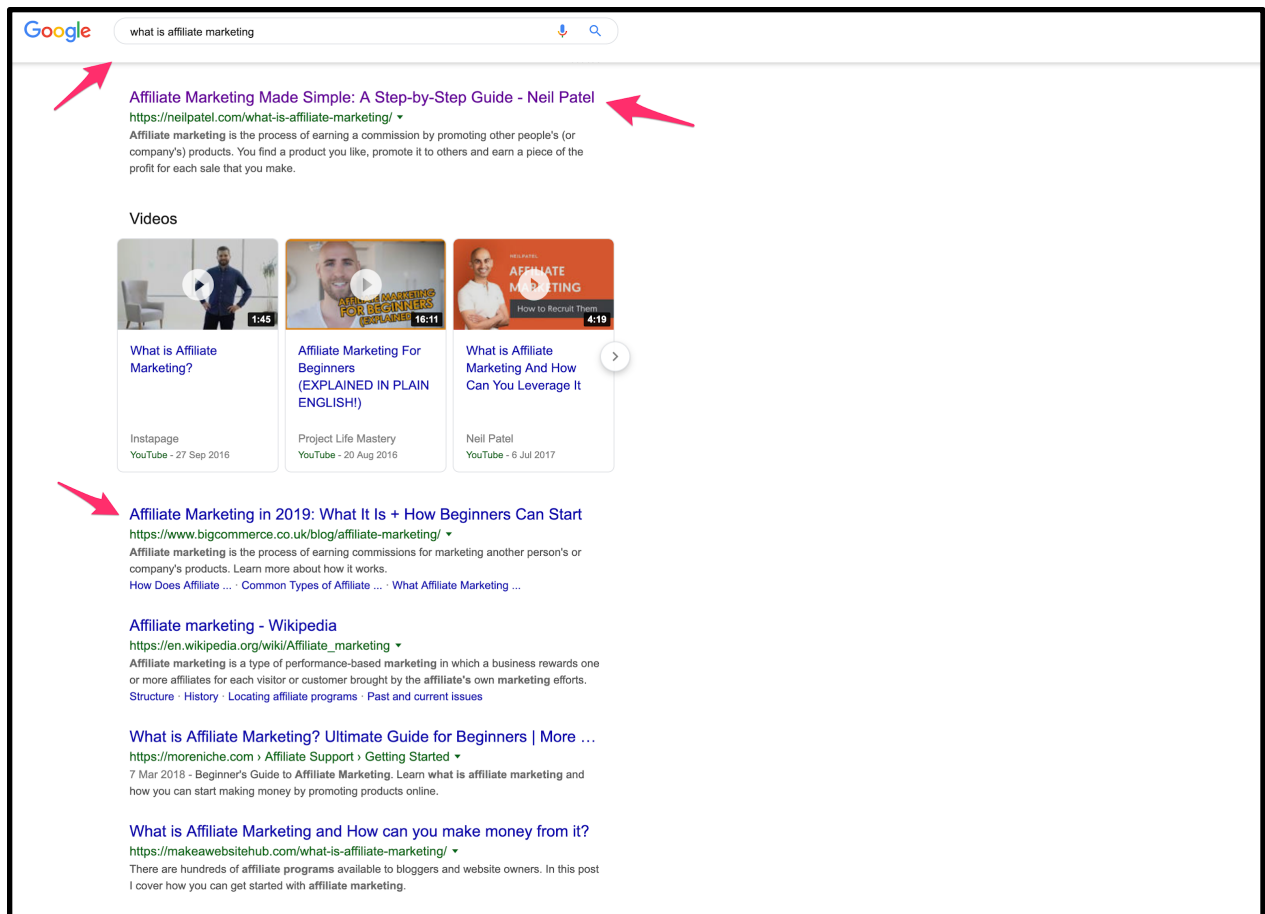 Google
what is affiliate marketing
Affiliate Marketing Made Simple: A Step-by-Step Guide - Neil Patel
https://neilpatel.com/what-is-affiliate-marketing/
Affiliate marketing is the process of earning a commission by promoting other people's (or
company's) products. You find a product you like, promote it to others and earn a piece of the
profit for each sale that you make.
Videos
1:45
AFFILIATE MARKETING
FOR BEGINNERS
(EXPLAINED
16:11
NEILPATEL
AFFILIATE
MARKETING
How to Recruit Them
4:19
What is Affiliate
Marketing?
Instapage
YouTube - 27 Sep 2016
Affiliate Marketing For
Beginners
(EXPLAINED IN PLAIN
ENGLISH!)
Project Life Mastery
YouTube - 20 Aug 2016
What is Affiliate
Marketing And How
Can You Leverage It
Neil Patel
YouTube - 6 Jul 2017
Affiliate Marketing in 2019: What It Is + How Beginners Can Start
https://www.bigcommerce.co.uk/blog/affiliate-marketing/
Affiliate marketing is the process of earning commissions for marketing another person's or
company's products. Learn more about how it works.
How Does Affiliate ... · Common Types of Affiliate ... · What Affiliate Marketing ...
Affiliate marketing - Wikipedia
https://en.wikipedia.org/wiki/Affiliate_marketing
Affiliate marketing is a type of performance-based marketing in which a business rewards one
or more affiliates for each visitor or customer brought by the affiliate's own marketing efforts.
Structure · History · Locating affiliate programs · Past and current issues
What is Affiliate Marketing? Ultimate Guide for Beginners | More ...
https://moreniche.com › Affiliate Support › Getting Started
7 Mar 2018 - Beginner's Guide to Affiliate Marketing. Learn what is affiliate marketing and
how you can start making money by promoting products online.
What is Affiliate Marketing and How can you make money from it?
https://makeawebsitehub.com/what-is-affiliate-marketing/
There are hundreds of affiliate programs available to bloggers and website owners. In this post
I cover how you can get started with affiliate marketing.